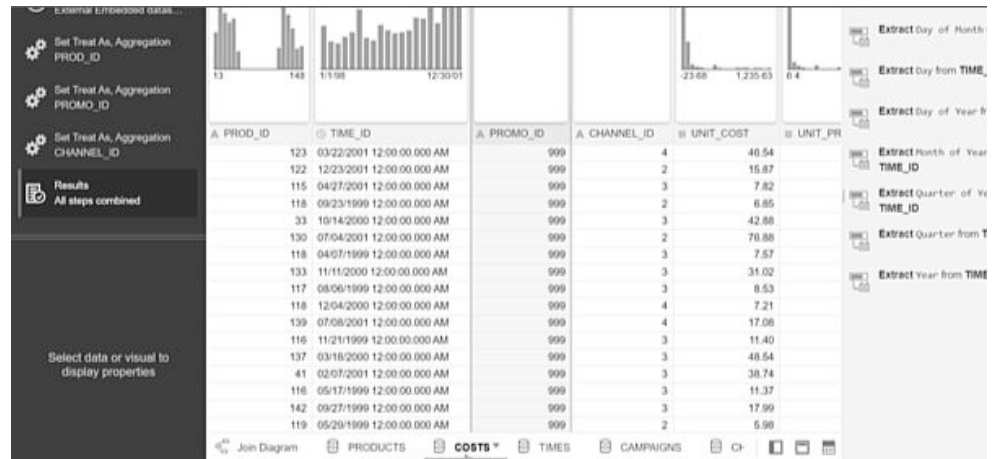 External Embedded datas...
Set Treat As, Aggregation
PROD_ID
Set Treat As, Aggregation
PROMO_ID
Set Treat As, Aggregation
CHANNEL_ID
Results
All steps combined
Select data or visual to
display properties
13 148 1/1/98 12/30/01 -23.68 1,235.63 0.4
A PROD_ID TIME_ID A PROMO_ID A CHANNEL_ID # UNIT_COST # UNIT_PR
123 03/22/2001 12:00:00.000 AM 999 4 46.54
122 12/23/2001 12:00:00.000 AM 999 2 15.87
115 04/27/2001 12:00:00.000 AM 999 3 7.82
118 09/23/1999 12:00:00.000 AM 999 2 6.85
33 10/14/2000 12:00:00.000 AM 999 3 42.88
130 07/04/2001 12:00:00.000 AM 999 2 76.88
118 04/07/1999 12:00:00.000 AM 999 3 7.57
133 11/11/2000 12:00:00.000 AM 999 3 31.02
117 08/06/1999 12:00:00.000 AM 999 3 8.53
118 12/04/2000 12:00:00.000 AM 999 4 7.21
139 07/08/2001 12:00:00.000 AM 999 4 17.08
116 11/21/1999 12:00:00.000 AM 999 3 11.40
137 03/18/2000 12:00:00.000 AM 999 3 48.54
41 02/07/2001 12:00:00.000 AM 999 3 38.74
116 05/17/1999 12:00:00.000 AM 999 3 11.37
142 09/27/1999 12:00:00.000 AM 999 3 17.99
119 05/29/1999 12:00:00.000 AM 999 2 5.98
Join Diagram PRODUCTS COSTS TIMES CAMPAIGNS CH
Extract Day of Month
Extract Day from TIME_
Extract Day of Year fr
Extract Month of Year
TIME_ID
Extract Quarter of Ye
TIME_ID
Extract Quarter from T
Extract Year from TIME